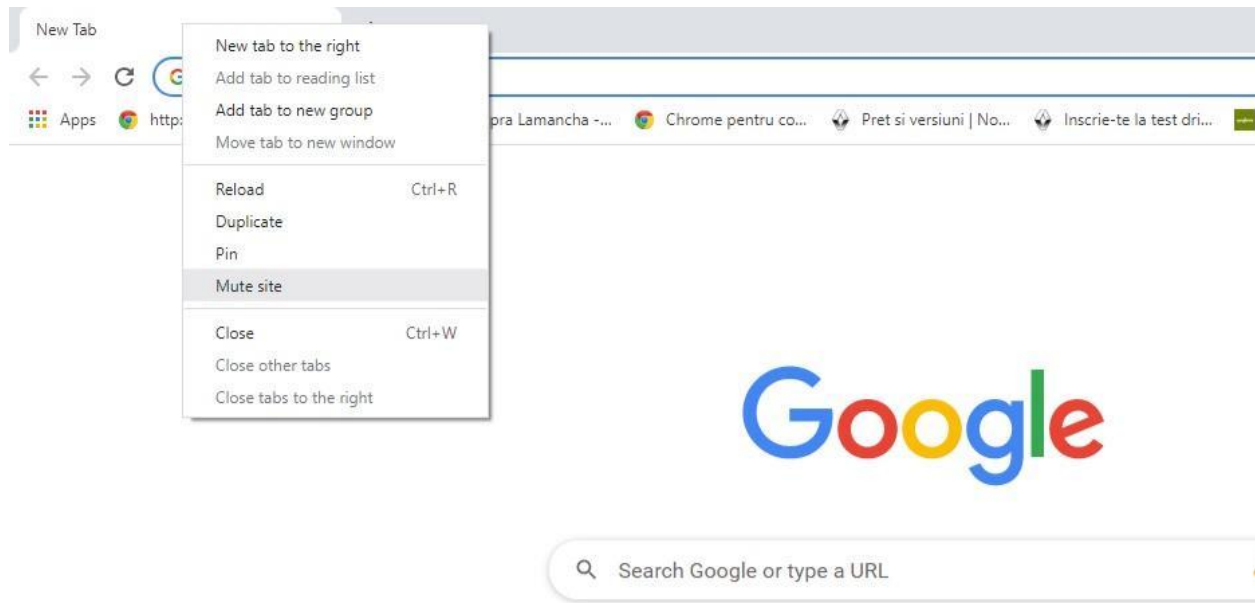 New Tab
New tab to the right
Add tab to reading list
Add tab to new group
Move tab to new window
Reload Ctrl+R
Duplicate
Pin
Mute site
Close Ctrl+W
Close other tabs
Close tabs to the right
Apps http: pra Lamancha -... Chrome pentru co... Pret si versiuni | No... Inscrie-te la test dri...
Google
Search Google or type a URL